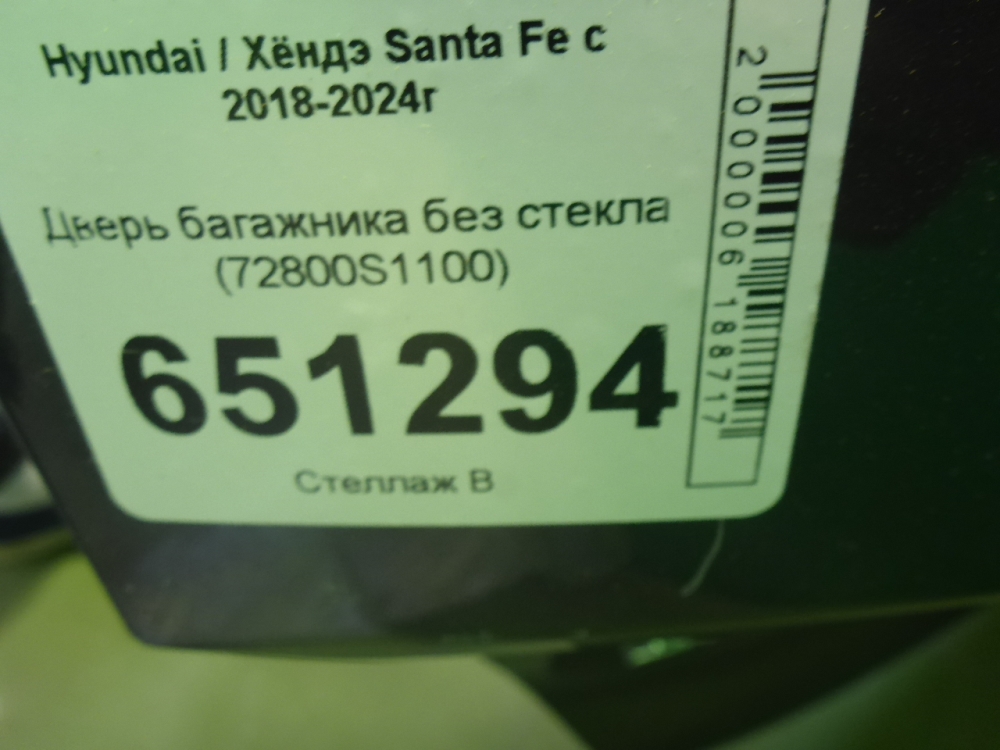 Hyundai / Хёндэ Santa Fe с
2018-2024г
Дверь багажника без стекла
(72800S1100)
651294
Стеллаж В
2000006188717